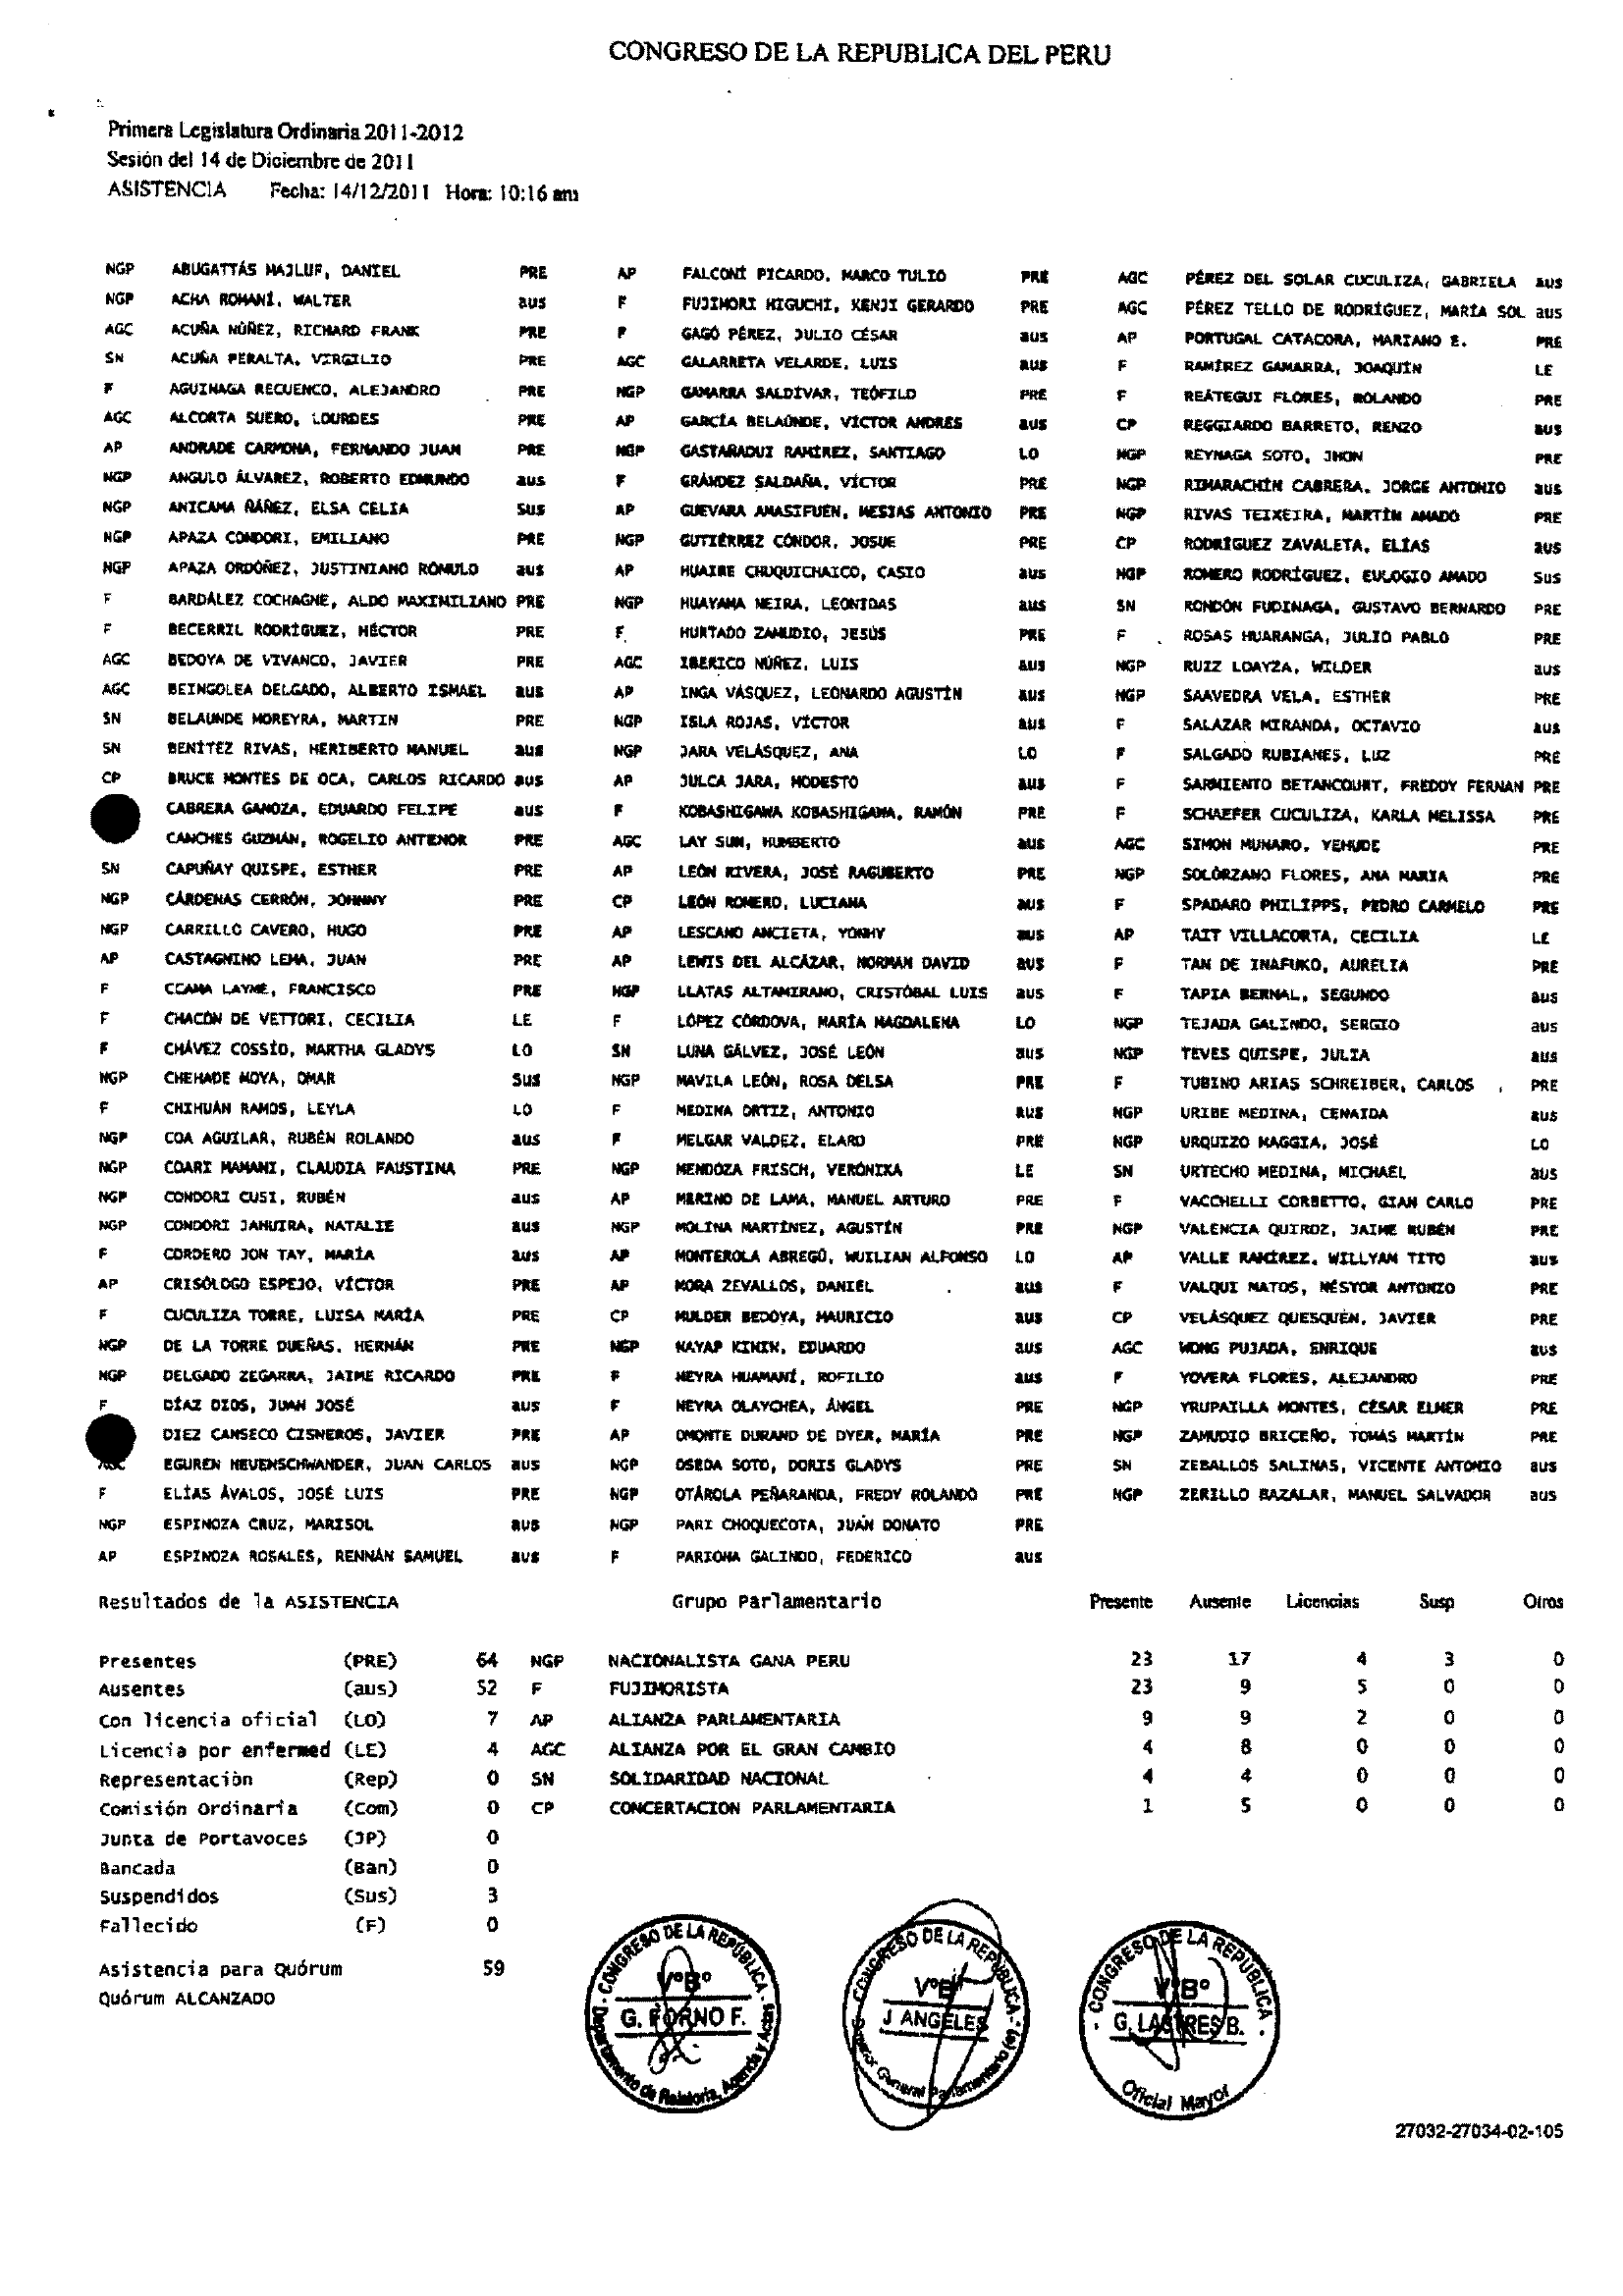 CONGRESO DE LA REPUBLICA DEL PERU
Primera Legislatura Ordinaria 2011-2012
Sesión del 14 de Diciembre de 2011
ASISTENCIA Fecha: 14/12/2011 Hora: 10:16 am
NGP ABUGATTÁS MAJLUF, DANIEL PRE AP FALCONÍ PICARDO, MARCO TULIO PRE AGC PÉREZ DEL SOLAR CUCULIZA, GABRIELA aus
NGP ACHA ROMANÍ, WALTER aus F FUJIMORI HIGUCHI, KENJI GERARDO PRE AGC PÉREZ TELLO DE RODRÍGUEZ, MARÍA SOL aus
AGC ACUÑA NÚÑEZ, RICHARD FRANK PRE F GAGÓ PÉREZ, JULIO CÉSAR aus AP PORTUGAL CATACORA, MARIANO E. PRE
SN ACUÑA PERALTA, VIRGILIO PRE AGC GALARRETA VELARDE, LUIS aus F RAMÍREZ GAMARRA, JOAQUÍN LE
F AGUINAGA RECUENCO, ALEJANDRO PRE NGP GAMARRA SALDÍVAR, TEÓFILO PRE F REÁTEGUI FLORES, ROLANDO PRE
AGC ALCORTA SUERO, LOURDES PRE AP GARCÍA BELAÚNDE, VÍCTOR ANDRÉS aus CP REGGIARDO BARRETO, RENZO aus
AP ANDRADE CARMONA, FERNANDO JUAN PRE NGP GASTAÑADUI RAMÍREZ, SANTIAGO LO NGP REYNAGA SOTO, JHON PRE
NGP ANGULO ÁLVAREZ, ROBERTO EDMUNDO aus F GRÁNDEZ SALDAÑA, VÍCTOR PRE NGP RIMARACHÍN CABRERA, JORGE ANTONIO aus
NGP ANICAMA ÑÁÑEZ, ELSA CELIA Sus AP GUEVARA AMASIFUÉN, MESIAS ANTONIO PRE NGP RIVAS TEIXEIRA, MARTÍN AMADO PRE
NGP APAZA CONDORI, EMILIANO PRE NGP GUTIÉRREZ CÓNDOR, JOSUE PRE CP RODRÍGUEZ ZAVALETA, ELÍAS aus
NGP APAZA ORDÓÑEZ, JUSTINIANO RÓMULO aus AP HUAIRE CHUQUICHAICO, CASIO aus NGP ROMERO RODRÍGUEZ, EULOGIO AMADO Sus
F BARDÁLEZ COCHAGNE, ALDO MAXIMILIANO PRE NGP HUAYAMA NEIRA, LEONIDAS aus SN RONDÓN FUDINAGA, GUSTAVO BERNARDO PRE
F BECERRIL RODRÍGUEZ, HÉCTOR PRE F HURTADO ZAMUDIO, JESÚS PRE F ROSAS HUARANGA, JULIO PABLO PRE
AGC BEDOYA DE VIVANCO, JAVIER PRE AGC IBERICO NÚÑEZ, LUIS aus NGP RUIZ LOAYZA, WILDER aus
AGC BEINGOLEA DELGADO, ALBERTO ISMAEL aus AP INGA VÁSQUEZ, LEONARDO AGUSTÍN aus NGP SAAVEDRA VELA, ESTHER PRE
SN BELAUNDE MOREYRA, MARTIN PRE NGP ISLA ROJAS, VÍCTOR aus F SALAZAR MIRANDA, OCTAVIO aus
SN BENÍTEZ RIVAS, HERIBERTO MANUEL aus NGP JARA VELÁSQUEZ, ANA LO F SALGADO RUBIANES, LUZ PRE
CP BRUCE MONTES DE OCA, CARLOS RICARDO aus AP JULCA JARA, MODESTO aus F SARMIENTO BETANCOURT, FREDDY FERNAN PRE
CABRERA GANOZA, EDUARDO FELIPE aus F KOBASHIGAWA KOBASHIGAWA, RAMÓN PRE F SCHAEFER CUCULIZA, KARLA MELISSA PRE
CANCHES GUZMÁN, ROGELIO ANTENOR PRE AGC LAY SUN, HUMBERTO aus AGC SIMON MUNARO, YEHUDE PRE
SN CAPUÑAY QUISPE, ESTHER PRE AP LEÓN RIVERA, JOSÉ RAGUBERTO PRE NGP SOLÓRZANO FLORES, ANA MARIA PRE
NGP CÁRDENAS CERRÓN, JOHNNY PRE CP LEÓN ROMERO, LUCIANA aus F SPADARO PHILIPPS, PEDRO CARMELO PRE
NGP CARRILLO CAVERO, HUGO PRE AP LESCANO ANCIETA, YONHY aus AP TAIT VILLACORTA, CECILIA LE
AP CASTAGNINO LEMA, JUAN PRE AP LEWIS DEL ALCÁZAR, NORMAN DAVID aus F TAN DE INAFUKO, AURELIA PRE
F CCAMA LAYME, FRANCISCO PRE NGP LLATAS ALTAMIRANO, CRISTÓBAL LUIS aus F TAPIA BERNAL, SEGUNDO aus
F CHACÓN DE VETTORI, CECILIA LE F LÓPEZ CÓRDOVA, MARÍA MAGDALENA LO NGP TEJADA GALINDO, SERGIO aus
F CHÁVEZ COSSÍO, MARTHA GLADYS LO SN LUNA GÁLVEZ, JOSÉ LEÓN aus NGP TEVES QUISPE, JULIA aus
NGP CHEHADE MOYA, OMAR Sus NGP MAVILA LEÓN, ROSA DELSA PRE F TUBINO ARIAS SCHREIBER, CARLOS PRE
F CHIHUÁN RAMOS, LEYLA LO F MEDINA ORTIZ, ANTONIO aus NGP URIBE MEDINA, CENAIDA aus
NGP COA AGUILAR, RUBÉN ROLANDO aus F MELGAR VALDEZ, ELARD PRE NGP URQUIZO MAGGIA, JOSÉ LO
NGP COARI MAMANI, CLAUDIA FAUSTINA PRE NGP MENDOZA FRISCH, VERÓNIKA LE SN URTECHO MEDINA, MICHAEL aus
NGP CONDORI CUSI, RUBÉN aus AP MERINO DE LAMA, MANUEL ARTURO PRE F VACCHELLI CORBETTO, GIAN CARLO PRE
NGP CONDORI JAHUIRA, NATALIE aus NGP MOLINA MARTÍNEZ, AGUSTÍN PRE NGP VALENCIA QUIROZ, JAIME RUBÉN PRE
F CORDERO JON TAY, MARÍA aus AP MONTEROLA ABREGÚ, WUILIAN ALFONSO LO AP VALLE RAMÍREZ, WILLYAN TITO aus
AP CRISÓLOGO ESPEJO, VÍCTOR PRE AP MORA ZEVALLOS, DANIEL aus F VALQUI MATOS, NÉSTOR ANTONIO PRE
F CUCULIZA TORRE, LUISA MARÍA PRE CP MULDER BEDOYA, MAURICIO aus CP VELÁSQUEZ QUESQUÉN, JAVIER PRE
NGP DE LA TORRE DUEÑAS, HERNÁN PRE NGP NAYAP KININ, EDUARDO aus AGC WONG PUJADA, ENRIQUE aus
NGP DELGADO ZEGARRA, JAIME RICARDO PRE F NEYRA HUAMANÍ, ROFILIO aus F YOVERA FLORES, ALEJANDRO PRE
F DÍAZ DIOS, JUAN JOSÉ aus F NEYRA OLAYCHEA, ÁNGEL PRE NGP YRUPAILLA MONTES, CÉSAR ELMER PRE
DIEZ CANSECO CISNEROS, JAVIER PRE AP OMONTE DURAND DE DYER, MARÍA PRE NGP ZAMUDIO BRICEÑO, TOMÁS MARTÍN PRE
AGC EGUREN NEUENSCHWANDER, JUAN CARLOS aus NGP OSEDA SOTO, DORIS GLADYS PRE SN ZEBALLOS SALINAS, VICENTE ANTONIO aus
F ELÍAS ÁVALOS, JOSÉ LUIS PRE NGP OTÁROLA PEÑARANDA, FREDY ROLANDO PRE NGP ZERILLO BAZALAR, MANUEL SALVADOR aus
NGP ESPINOZA CRUZ, MARISOL aus NGP PARI CHOQUECOTA, JUAN DONATO PRE
AP ESPINOZA ROSALES, RENNÁN SAMUEL aus F PARIONA GALINDO, FEDERICO aus
Resultados de la ASISTENCIA Grupo Parlamentario Presente Ausente Licencias Susp Otros
Presentes (PRE) 64 NGP NACIONALISTA GANA PERU 23 17 4 3 0
Ausentes (aus) 52 F FUJIMORISTA 23 9 5 0 0
Con licencia oficial (LO) 7 AP ALIANZA PARLAMENTARIA 9 9 2 0 0
Licencia por enfermed (LE) 4 AGC ALIANZA POR EL GRAN CAMBIO 4 8 0 0 0
Representación (Rep) 0 SN SOLIDARIDAD NACIONAL 4 4 0 0 0
Comisión Ordinaria (Com) 0 CP CONCERTACION PARLAMENTARIA 1 5 0 0 0
Junta de Portavoces (JP) 0
Bancada (Ban) 0
Suspendidos (Sus) 3
Fallecido (F) 0
Asistencia para Quórum 59
Quórum ALCANZADO
CONGRESO DE LA REPÚBLICA
VºBº
G. FORNO F.
Departamento de Relatoría, Agenda y Actas
CONGRESO DE LA REPÚBLICA
VºBº
J ANGELES
General Parlamentario (e)
CONGRESO DE LA REPUBLICA
VºBº
G. LASTRES B.
Oficial Mayor
27032-27034-02-105